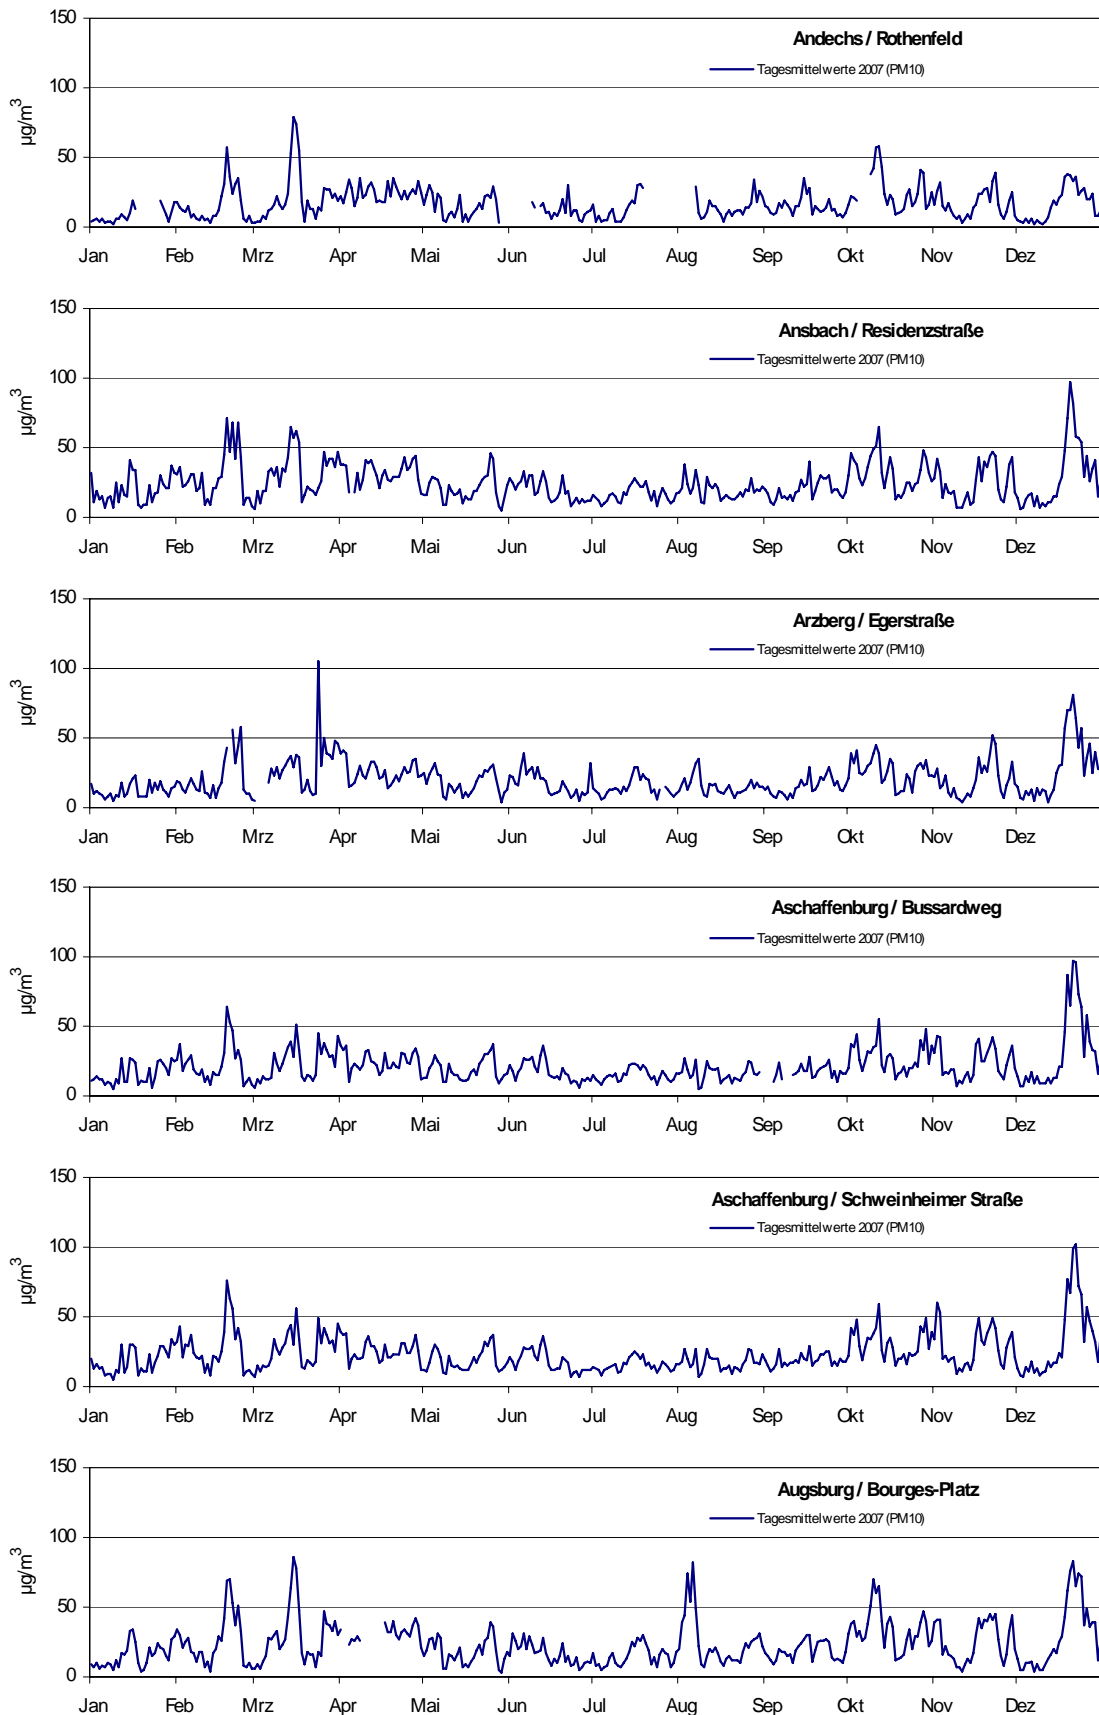 150
Andechs / Rothenfeld
Tagesmittelwerte 2007 (PM10)
100
µg/m³
50
0
Jan Feb Mrz Apr Mai Jun Jul Aug Sep Okt Nov Dez
150
Ansbach / Residenzstraße
Tagesmittelwerte 2007 (PM10)
100
µg/m³
50
0
Jan Feb Mrz Apr Mai Jun Jul Aug Sep Okt Nov Dez
150
Arzberg / Egerstraße
Tagesmittelwerte 2007 (PM10)
100
µg/m³
50
0
Jan Feb Mrz Apr Mai Jun Jul Aug Sep Okt Nov Dez
150
Aschaffenburg / Bussardweg
Tagesmittelwerte 2007 (PM10)
100
µg/m³
50
0
Jan Feb Mrz Apr Mai Jun Jul Aug Sep Okt Nov Dez
150
Aschaffenburg / Schweinheimer Straße
Tagesmittelwerte 2007 (PM10)
100
µg/m³
50
0
Jan Feb Mrz Apr Mai Jun Jul Aug Sep Okt Nov Dez
150
Augsburg / Bourges-Platz
Tagesmittelwerte 2007 (PM10)
100
µg/m³
50
0
Jan Feb Mrz Apr Mai Jun Jul Aug Sep Okt Nov Dez